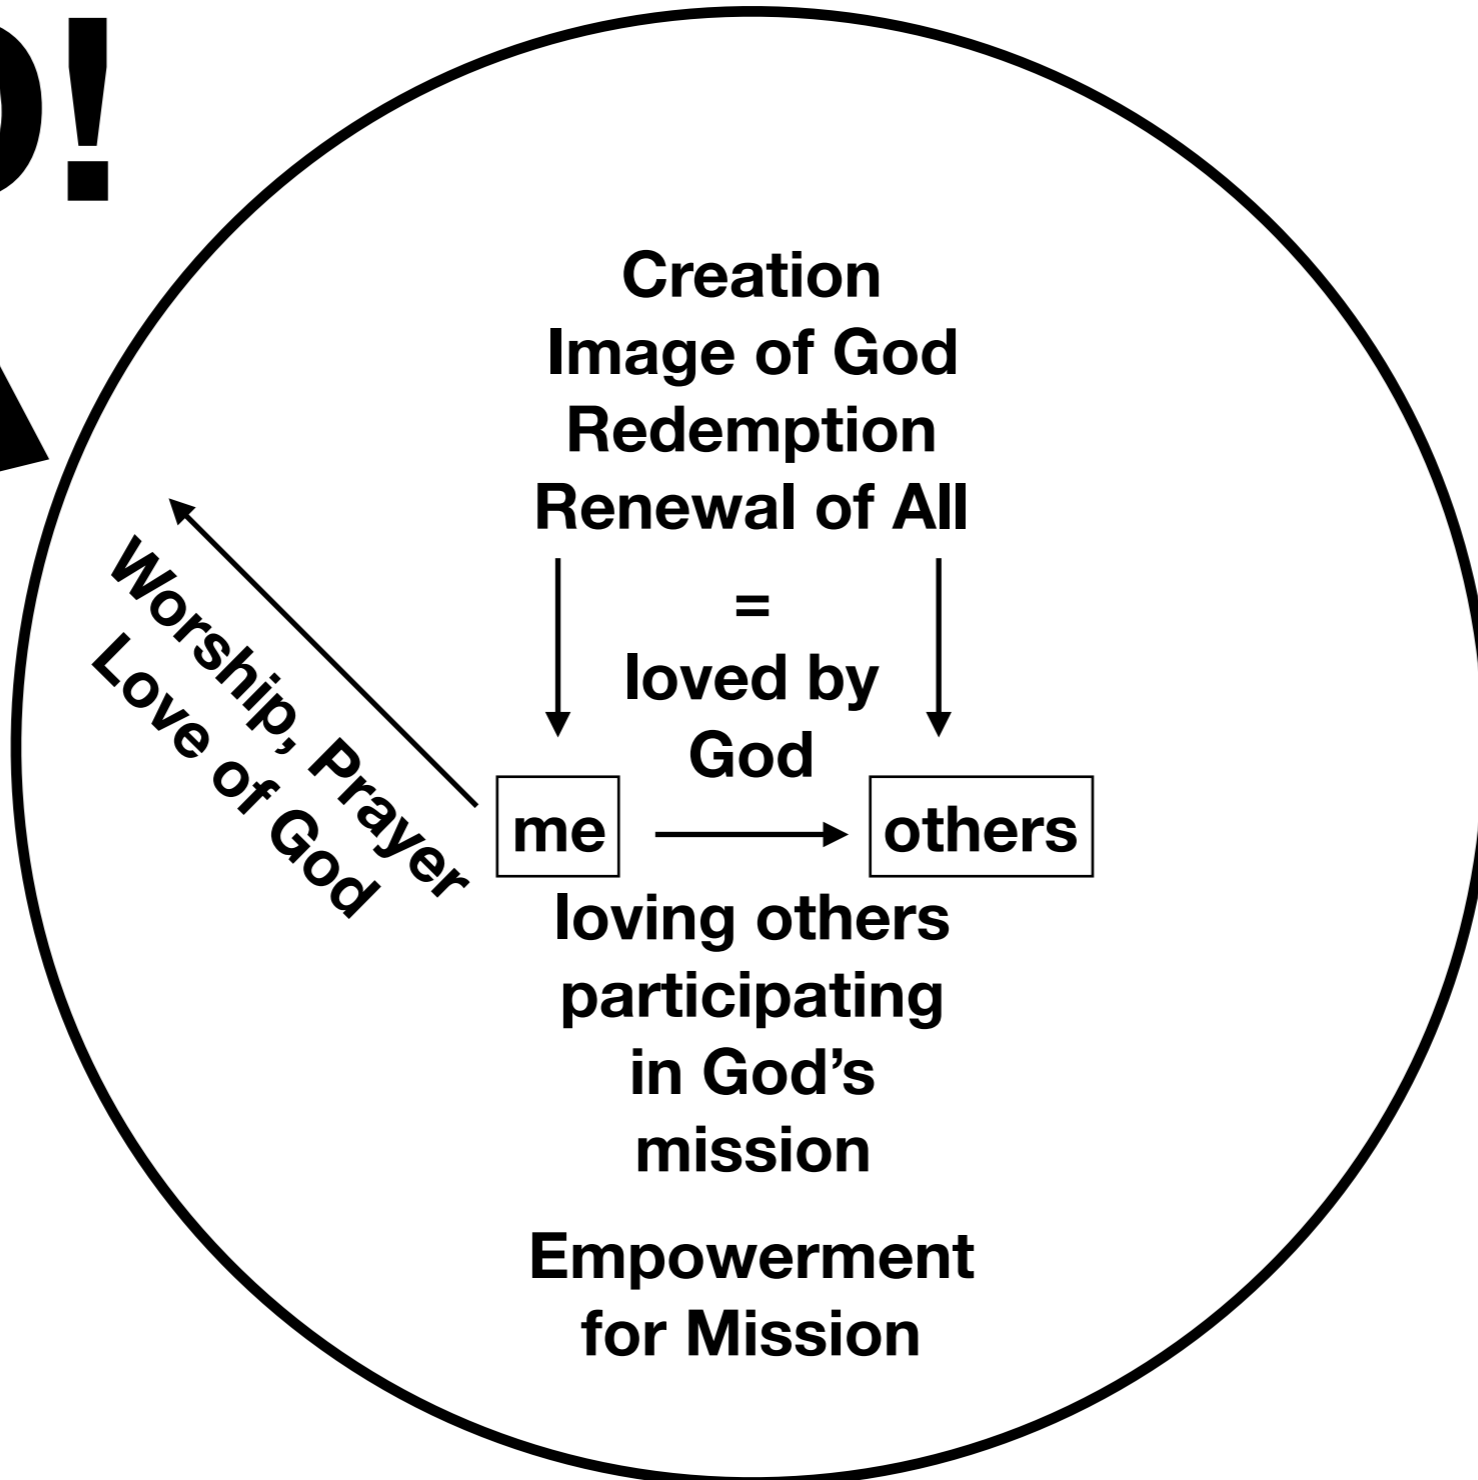 !
Creation
Image of God
Redemption
Renewal of All
=
loved by
God
Worship, Prayer
Love of God
me
others
loving others
participating
in God’s
mission
Empowerment
for Mission